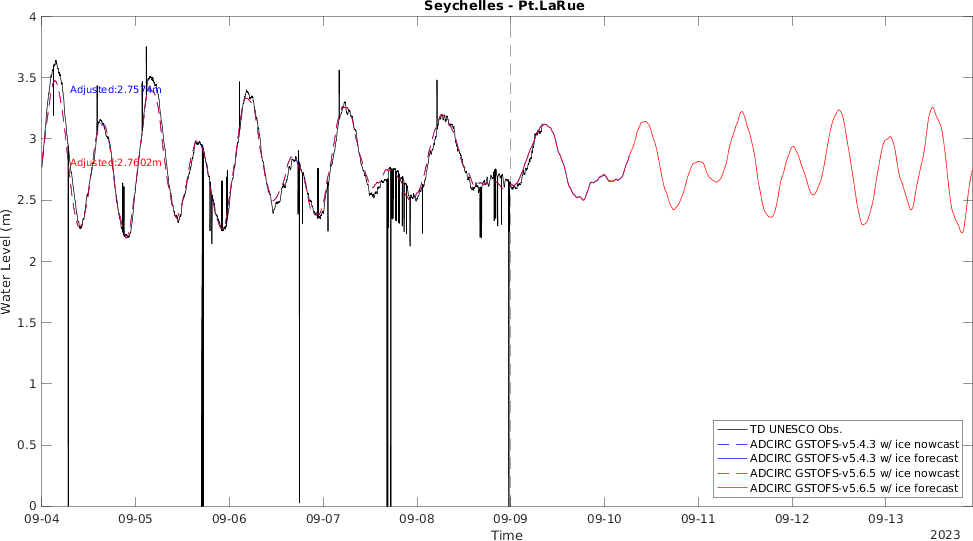 Seychelles - Pt.LaRue
4
3.5
3
2.5
2
1.5
1
0.5
0
Water Level (m)
Adjusted:2.7574m
Adjusted:2.7602m
TD UNESCO Obs.
ADCIRC GSTOFS-v5.4.3 w/ ice nowcast
ADCIRC GSTOFS-v5.4.3 w/ ice forecast
ADCIRC GSTOFS-v5.6.5 w/ ice nowcast
ADCIRC GSTOFS-v5.6.5 w/ ice forecast
09-04 09-05 09-06 09-07 09-08 09-09 09-10 09-11 09-12 09-13
Time
2023